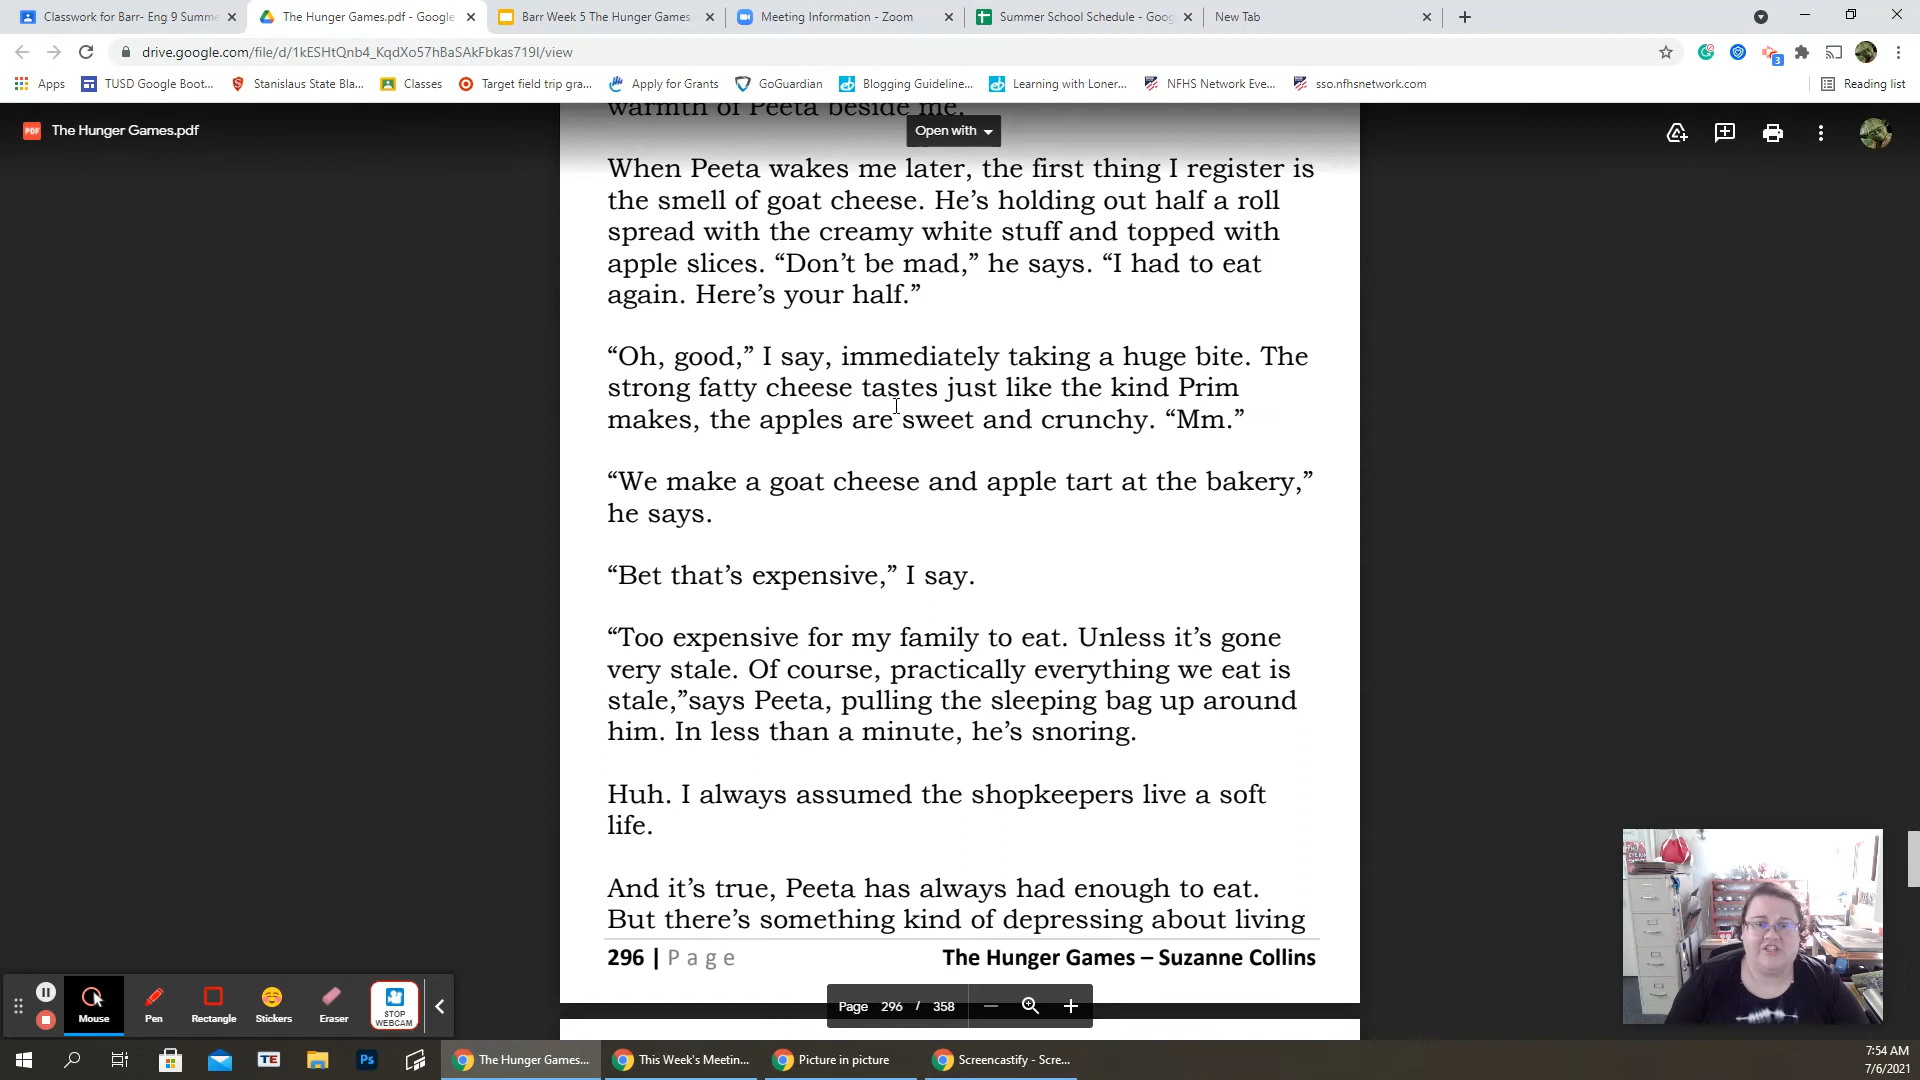 Classwork for Barr- Eng 9 Summe
The Hunger Games.pdf - Google
Barr Week 5 The Hunger Games
Meeting Information - Zoom
Summer School Schedule - Goog
New Tab
drive.google.com/file/d/1kESHtQnb4_KqdXo57hBaSAkFbkas719I/view
3
Apps
TUSD Google Boot...
Stanislaus State Bla...
Classes
Target field trip gra...
Apply for Grants
GoGuardian
Blogging Guideline...
Learning with Loner...
NFHS Network Eve...
sso.nfhsnetwork.com
Reading list
warmth of Peeta beside me.
PDF
The Hunger Games.pdf
Open with
When Peeta wakes me later, the first thing I register is
the smell of goat cheese. He’s holding out half a roll
spread with the creamy white stuff and topped with
apple slices. “Don’t be mad,” he says. “I had to eat
again. Here’s your half.”
“Oh, good,” I say, immediately taking a huge bite. The
strong fatty cheese tastes just like the kind Prim
makes, the apples are sweet and crunchy. “Mm.”
“We make a goat cheese and apple tart at the bakery,”
he says.
“Bet that’s expensive,” I say.
“Too expensive for my family to eat. Unless it’s gone
very stale. Of course, practically everything we eat is
stale,”says Peeta, pulling the sleeping bag up around
him. In less than a minute, he’s snoring.
Huh. I always assumed the shopkeepers live a soft
life.
And it’s true, Peeta has always had enough to eat.
But there’s something kind of depressing about living
296 | Page
The Hunger Games – Suzanne Collins
Page 296 / 358
Mouse
Pen
Rectangle
Stickers
Eraser
STOP
WEBCAM
TE
Ps
The Hunger Games...
This Week's Meetin...
Picture in picture
Screencastify - Scre...
7:54 AM
7/6/2021